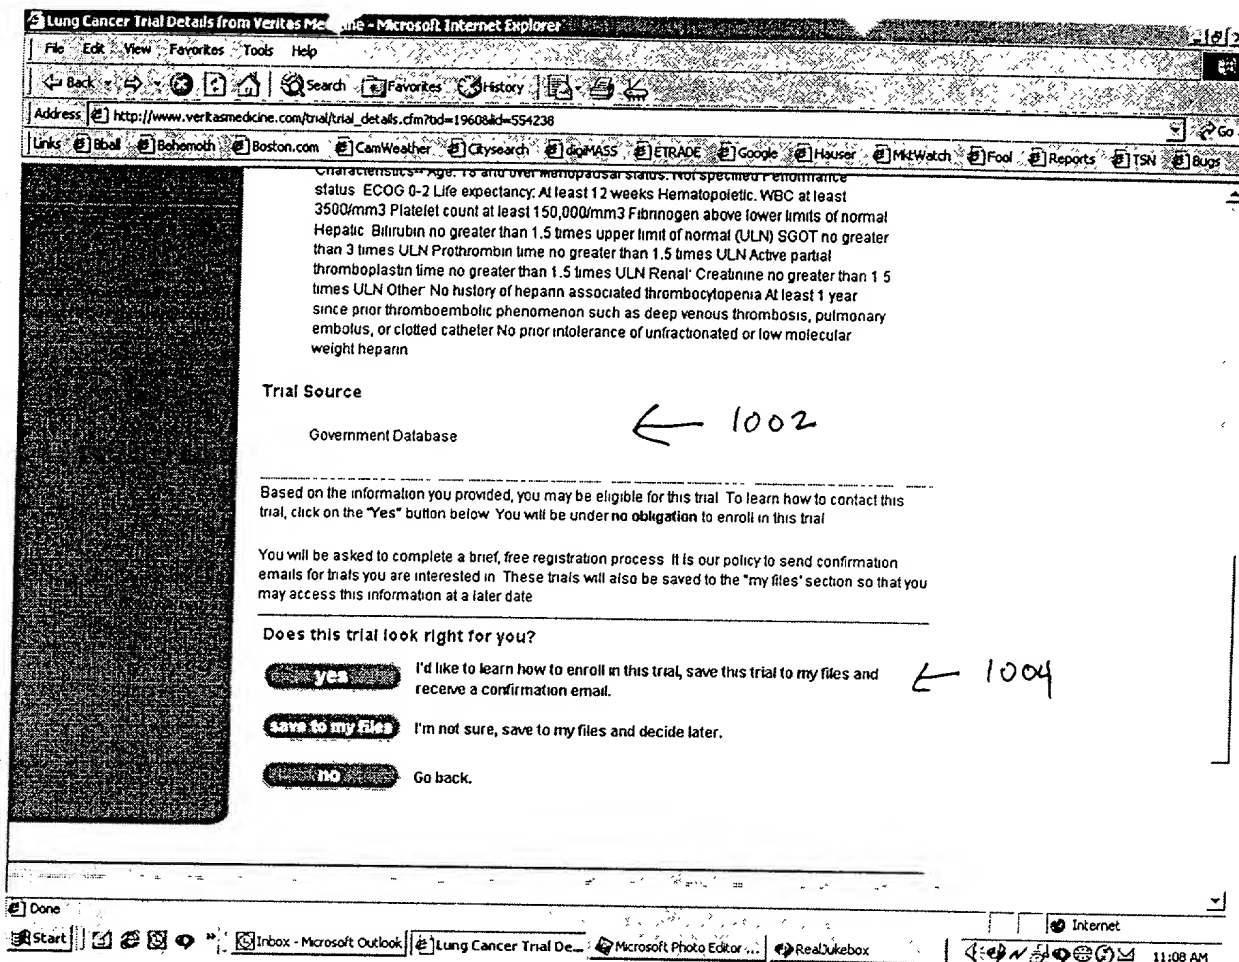 Lung Cancer Trial Details from Veritas Me ne - Microsoft Internet Explorer
File Edit View Favorites Tools Help
Back Search Favorites History
Address http://www.veritasmedicine.com/trial/trial_details.cfm?tid=1960&lid=554238 Go
Links Bball Behemoth Boston.com CamWeather Citysearch digiMASS ETRADE Google Hauser MktWatch Fool Reports TSN Bugs
Characteristics-- Age: 18 and over Menopausal status: Not specified Performance
status ECOG 0-2 Life expectancy: At least 12 weeks Hematopoietic. WBC at least
3500/mm3 Platelet count at least 150,000/mm3 Fibrinogen above lower limits of normal
Hepatic Bilirubin no greater than 1.5 times upper limit of normal (ULN) SGOT no greater
than 3 times ULN Prothrombin time no greater than 1.5 times ULN Active partial
thromboplastin time no greater than 1.5 times ULN Renal: Creatinine no greater than 1 5
times ULN Other No history of heparin associated thrombocytopenia At least 1 year
since prior thromboembolic phenomenon such as deep venous thrombosis, pulmonary
embolus, or clotted catheter No prior intolerance of unfractionated or low molecular
weight heparin
Trial Source
Government Database
1002
Based on the information you provided, you may be eligible for this trial To learn how to contact this
trial, click on the "Yes" button below You will be under no obligation to enroll in this trial
You will be asked to complete a brief, free registration process It is our policy to send confirmation
emails for trials you are interested in These trials will also be saved to the "my files" section so that you
may access this information at a later date
Does this trial look right for you?
yes I'd like to learn how to enroll in this trial, save this trial to my files and
receive a confirmation email.
1004
save to my files I'm not sure, save to my files and decide later.
no Go back.
Done Internet
Start Inbox - Microsoft Outlook Lung Cancer Trial De... Microsoft Photo Editor ... RealJukebox 11:08 AM